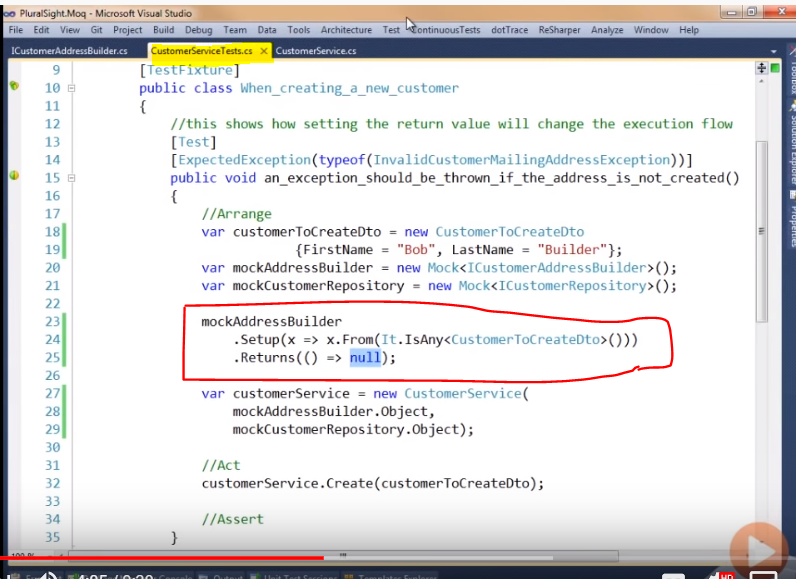 PluralSight.Moq - Microsoft Visual Studio
File Edit View Git Project Build Debug Team Data Tools Architecture Test ContinuousTests dotTrace ReSharper Analyze Window Help
ICustomerAddressBuilder.cs CustomerServiceTests.cs × CustomerService.cs
Toolbox
Solution Explorer
Properties
9 [TestFixture]
10 public class When_creating_a_new_customer
11 {
12 //this shows how setting the return value will change the execution flow
13 [Test]
14 [ExpectedException(typeof(InvalidCustomerMailingAddressException))]
15 public void an_exception_should_be_thrown_if_the_address_is_not_created()
16 {
17 //Arrange
18 var customerToCreateDto = new CustomerToCreateDto
19 {FirstName = "Bob", LastName = "Builder"};
20 var mockAddressBuilder = new Mock<ICustomerAddressBuilder>();
21 var mockCustomerRepository = new Mock<ICustomerRepository>();
22
23 mockAddressBuilder
24 .Setup(x => x.From(It.IsAny<CustomerToCreateDto>()))
25 .Returns(() => null);
26
27 var customerService = new CustomerService(
28 mockAddressBuilder.Object,
29 mockCustomerRepository.Object);
30
31 //Act
32 customerService.Create(customerToCreateDto);
33
34 //Assert
35 }
100 %
HD